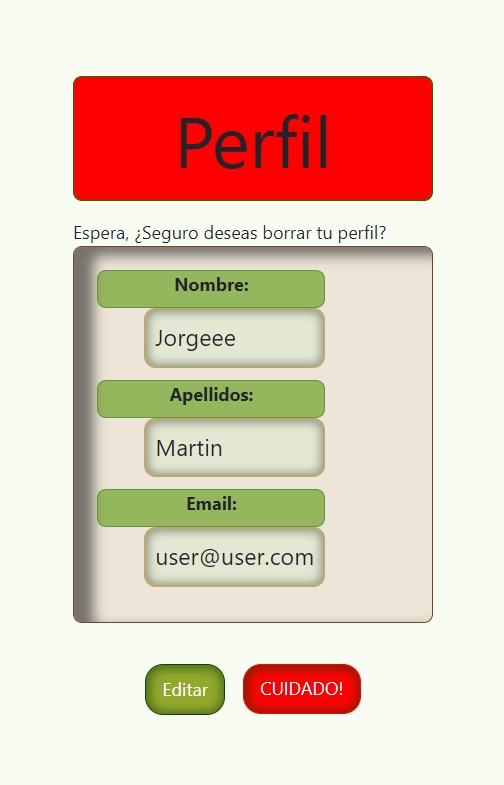 Perfil
Espera, ¿Seguro deseas borrar tu perfil?
Nombre:
Jorgeee
Apellidos:
Martin
Email:
user@user.com
Editar
CUIDADO!